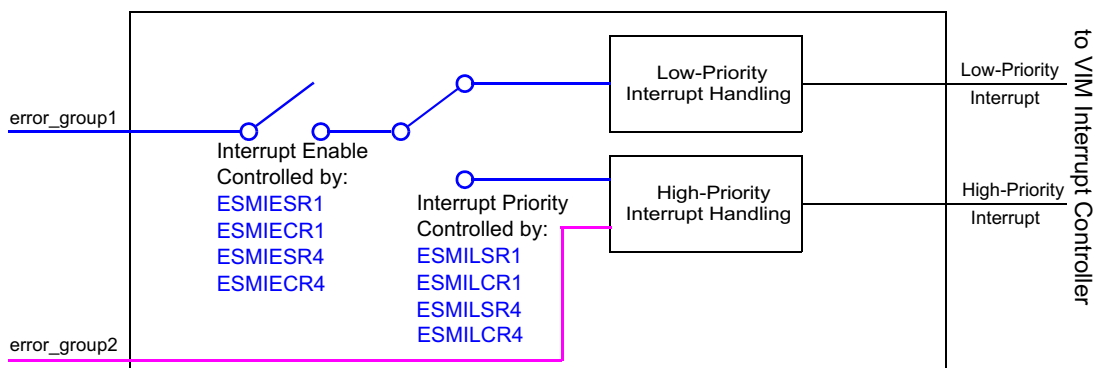 error_group1
Interrupt Enable
Controlled by:
ESMIESR1
ESMIECR1
ESMIESR4
ESMIECR4
Interrupt Priority
Controlled by:
ESMILSR1
ESMILCR1
ESMILSR4
ESMILCR4
Low-Priority
Interrupt Handling
High-Priority
Interrupt Handling
Low-Priority
Interrupt
High-Priority
Interrupt
to VIM Interrupt Controller
error_group2